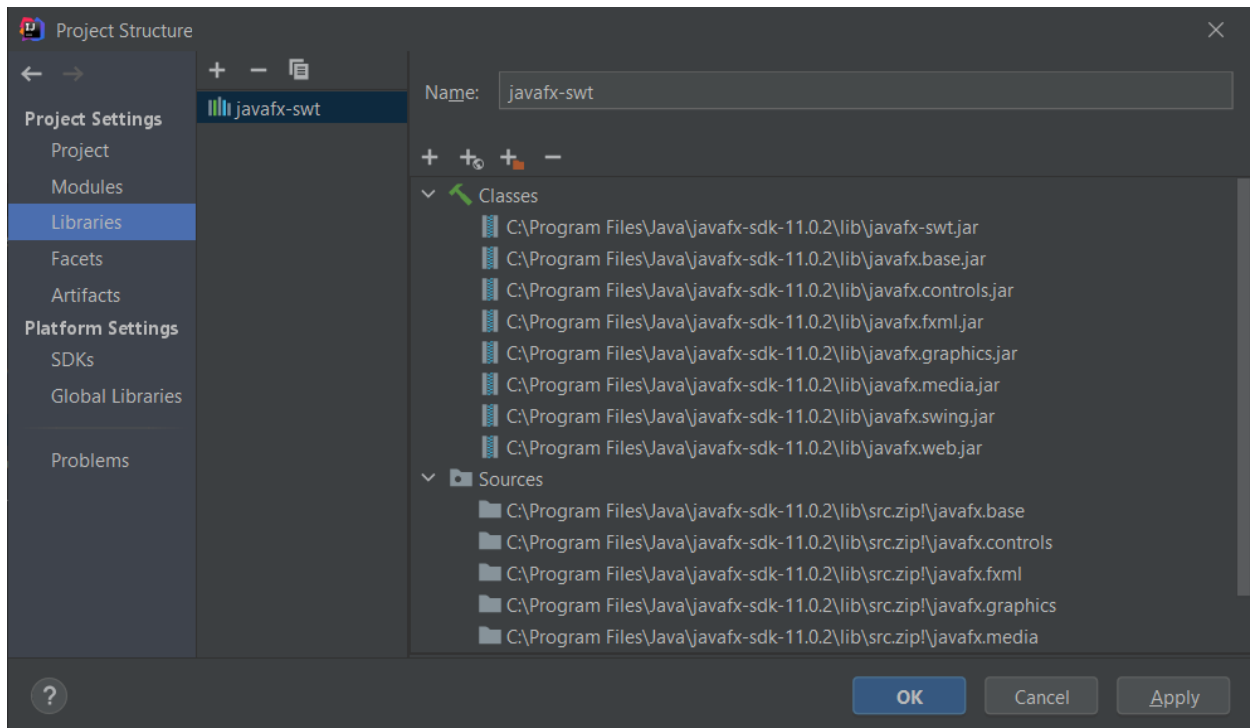 Project Structure
Project Settings
Project
Modules
Libraries
Facets
Artifacts
Platform Settings
SDKs
Global Libraries
Problems
javafx-swt
Name: javafx-swt
Classes
C:\Program Files\Java\javafx-sdk-11.0.2\lib\javafx-swt.jar
C:\Program Files\Java\javafx-sdk-11.0.2\lib\javafx.base.jar
C:\Program Files\Java\javafx-sdk-11.0.2\lib\javafx.controls.jar
C:\Program Files\Java\javafx-sdk-11.0.2\lib\javafx.fxml.jar
C:\Program Files\Java\javafx-sdk-11.0.2\lib\javafx.graphics.jar
C:\Program Files\Java\javafx-sdk-11.0.2\lib\javafx.media.jar
C:\Program Files\Java\javafx-sdk-11.0.2\lib\javafx.swing.jar
C:\Program Files\Java\javafx-sdk-11.0.2\lib\javafx.web.jar
Sources
C:\Program Files\Java\javafx-sdk-11.0.2\lib\src.zip!\javafx.base
C:\Program Files\Java\javafx-sdk-11.0.2\lib\src.zip!\javafx.controls
C:\Program Files\Java\javafx-sdk-11.0.2\lib\src.zip!\javafx.fxml
C:\Program Files\Java\javafx-sdk-11.0.2\lib\src.zip!\javafx.graphics
C:\Program Files\Java\javafx-sdk-11.0.2\lib\src.zip!\javafx.media
?
OK
Cancel
Apply